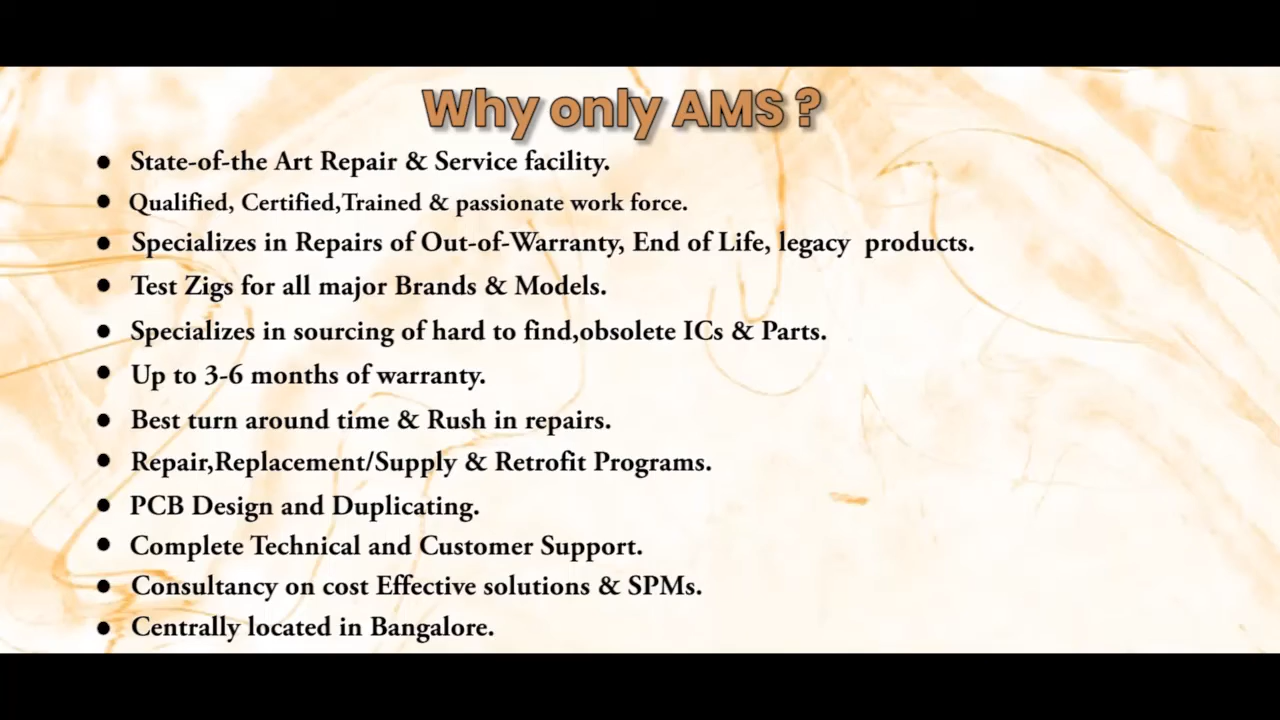 Why only AMS ?
● State-of-the Art Repair & Service facility.
● Qualified, Certified,Trained & passionate work force.
● Specializes in Repairs of Out-of-Warranty, End of Life, legacy  products.
● Test Zigs for all major Brands & Models.
● Specializes in sourcing of hard to find,obsolete ICs & Parts.
● Up to 3-6 months of warranty.
● Best turn around time & Rush in repairs.
● Repair,Replacement/Supply & Retrofit Programs.
● PCB Design and Duplicating.
● Complete Technical and Customer Support.
● Consultancy on cost Effective solutions & SPMs.
● Centrally located in Bangalore.